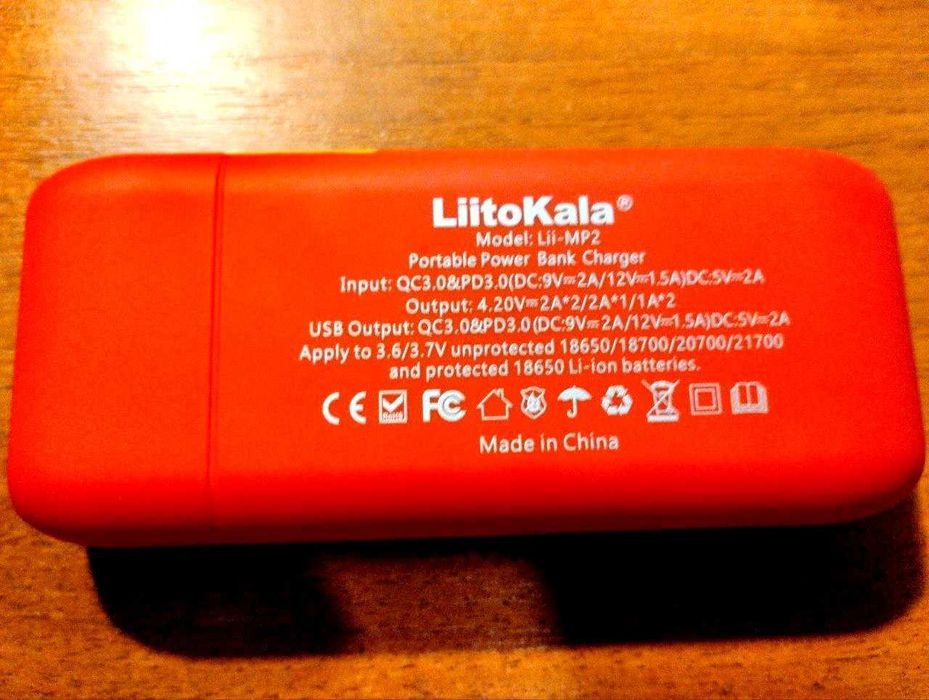 LiitoKala®
Model: Lii-MP2
Portable Power Bank Charger
Input: QC3.0&PD3.0(DC:9V⎓2A/12V⎓1.5A)DC:5V⎓2A
Output: 4.20V⎓2A*2/2A*1/1A*2
USB Output: QC3.0&PD3.0(DC:9V⎓2A/12V⎓1.5A)DC:5V⎓2A
Apply to 3.6/3.7V unprotected 18650/18700/20700/21700
and protected 18650 Li-ion batteries.
CE RoHS FC
Made in China